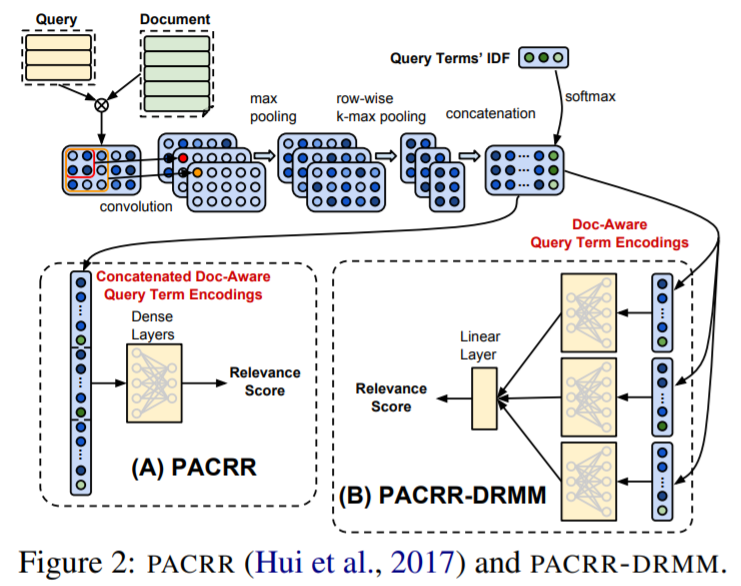 Query
Document
Query Terms' IDF
softmax
max
pooling
row-wise
k-max pooling
concatenation
convolution
Doc-Aware
Query Term Encodings
Concatenated Doc-Aware
Query Term Encodings
Dense
Layers
Relevance
Score
(A) PACRR
Linear
Layer
Relevance
Score
(B) PACRR-DRMM
Figure 2: PACRR (Hui et al., 2017) and PACRR-DRMM.